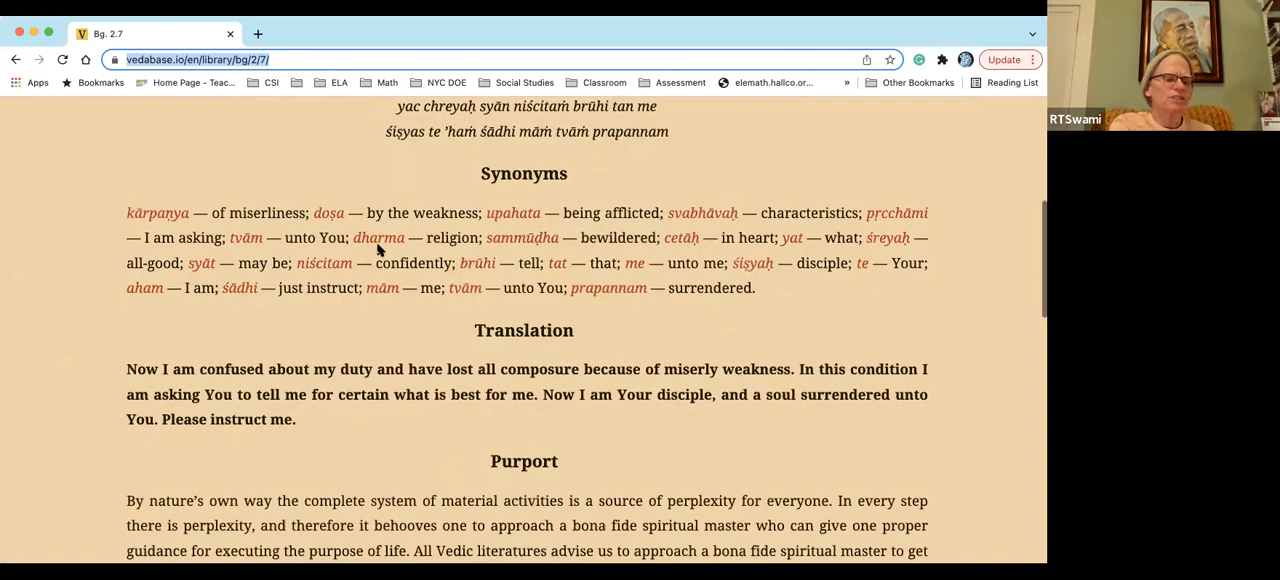 Bg. 2.7
vedabase.io/en/library/bg/2/7/
Update
Apps Bookmarks Home Page - Teac... CSI ELA Math NYC DOE Social Studies Classroom Assessment elemath.hallco.org... » Other Bookmarks Reading List
RTSwami
yac chreyaḥ syān niścitaṁ brūhi tan me
śiṣyas te ’haṁ śādhi māṁ tvāṁ prapannam
Synonyms
kārpaṇya — of miserliness; doṣa — by the weakness; upahata — being afflicted; svabhāvaḥ — characteristics; pṛcchāmi
— I am asking; tvām — unto You; dharma — religion; sammūḍha — bewildered; cetāḥ — in heart; yat — what; śreyaḥ —
all-good; syāt — may be; niścitam — confidently; brūhi — tell; tat — that; me — unto me; śiṣyaḥ — disciple; te — Your;
aham — I am; śādhi — just instruct; mām — me; tvām — unto You; prapannam — surrendered.
Translation
Now I am confused about my duty and have lost all composure because of miserly weakness. In this condition I
am asking You to tell me for certain what is best for me. Now I am Your disciple, and a soul surrendered unto
You. Please instruct me.
Purport
By nature’s own way the complete system of material activities is a source of perplexity for everyone. In every step
there is perplexity, and therefore it behooves one to approach a bona fide spiritual master who can give one proper
guidance for executing the purpose of life. All Vedic literatures advise us to approach a bona fide spiritual master to get